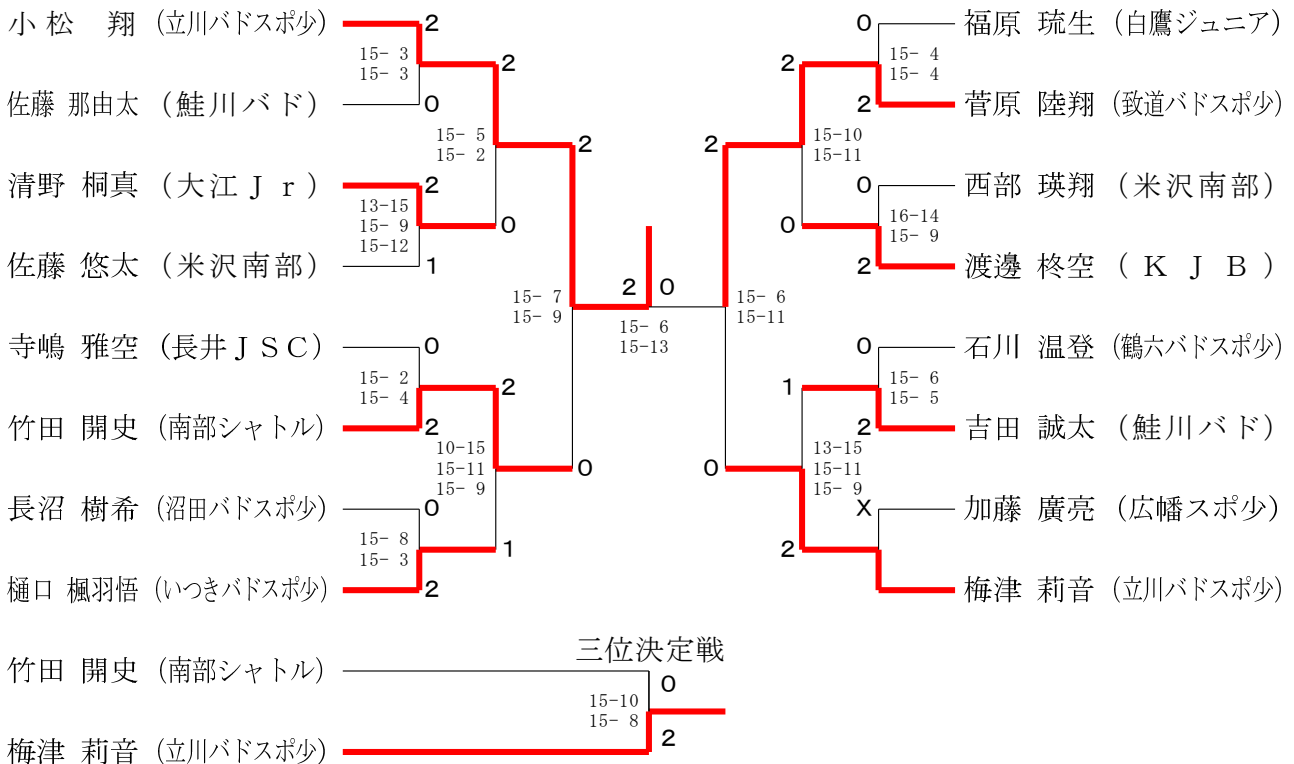 小松 翔 (立川バドスポ少) 2
15- 3
15- 3
2
佐藤 那由太 (鮭川バド) 0
15- 5
15- 2
2
清野 桐真 (大江Ｊｒ) 2
13-15
15- 9
15-12
0
佐藤 悠太 (米沢南部) 1
15- 7
15- 9
寺嶋 雅空 (長井ＪＳＣ) 0
15- 2
15- 4
2
竹田 開史 (南部シャトル) 2
10-15
15-11
15- 9
0
長沼 樹希 (沼田バドスポ少) 0
15- 8
15- 3
1
樋口 楓羽悟 (いつきバドスポ少) 2
2 0
15- 6
15-13
0 福原 琉生 (白鷹ジュニア)
15- 4
15- 4
2
2 菅原 陸翔 (致道バドスポ少)
15-10
15-11
2
0 西部 瑛翔 (米沢南部)
16-14
15- 9
0
2 渡邊 柊空 (ＫＪＢ)
15- 6
15-11
0 石川 温登 (鶴六バドスポ少)
15- 6
15- 5
1
2 吉田 誠太 (鮭川バド)
13-15
15-11
15- 9
0
X 加藤 廣亮 (広幡スポ少)
2
梅津 莉音 (立川バドスポ少)
三位決定戦
竹田 開史 (南部シャトル)
0
15-10
15- 8
2
梅津 莉音 (立川バドスポ少)